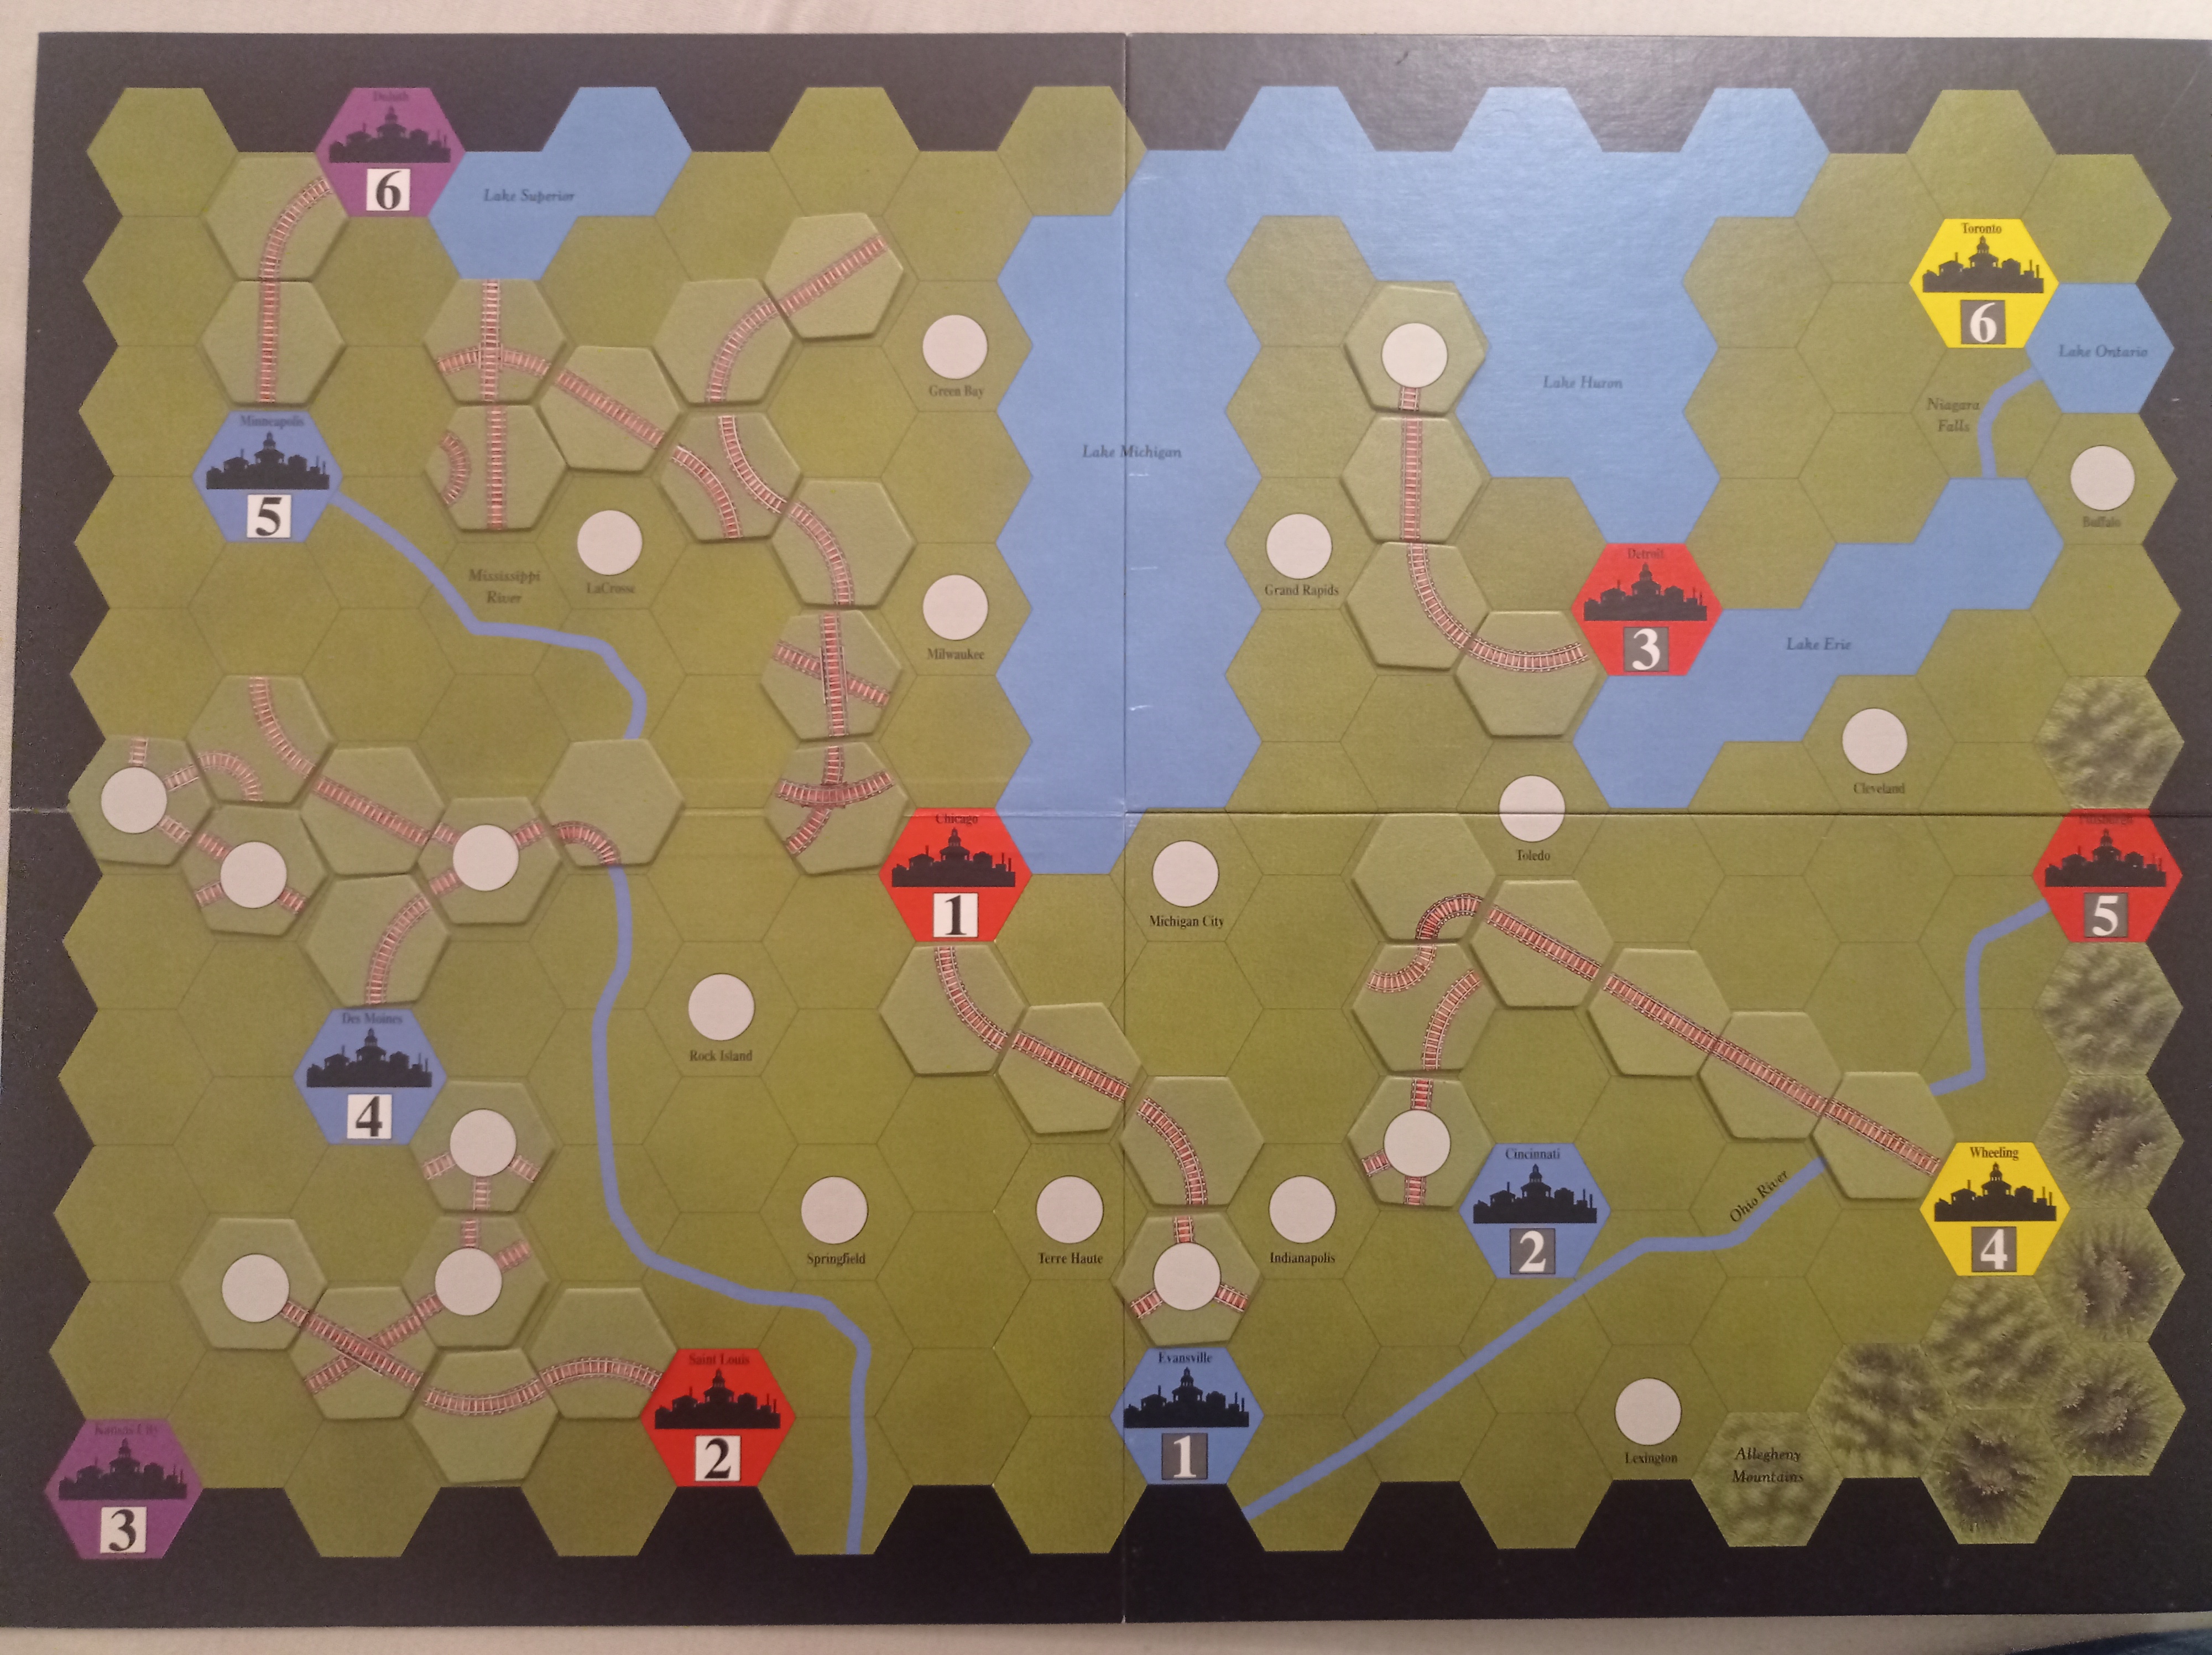 Duluth
6
Lake Superior
Toronto
6
Lake Ontario
Green Bay
Lake Huron
Niagara
Falls
Minneapolis
5
Lake Michigan
Buffalo
Mississippi
River
LaCrosse
Grand Rapids
Detroit
3
Milwaukee
Lake Erie
Cleveland
Chicago
1
Toledo
Pittsburgh
5
Michigan City
Rock Island
Des Moines
4
Cincinnati
2
Ohio River
Wheeling
4
Springfield
Terre Haute
Indianapolis
Saint Louis
2
Evansville
1
Kansas City
3
Lexington
Allegheny
Mountains